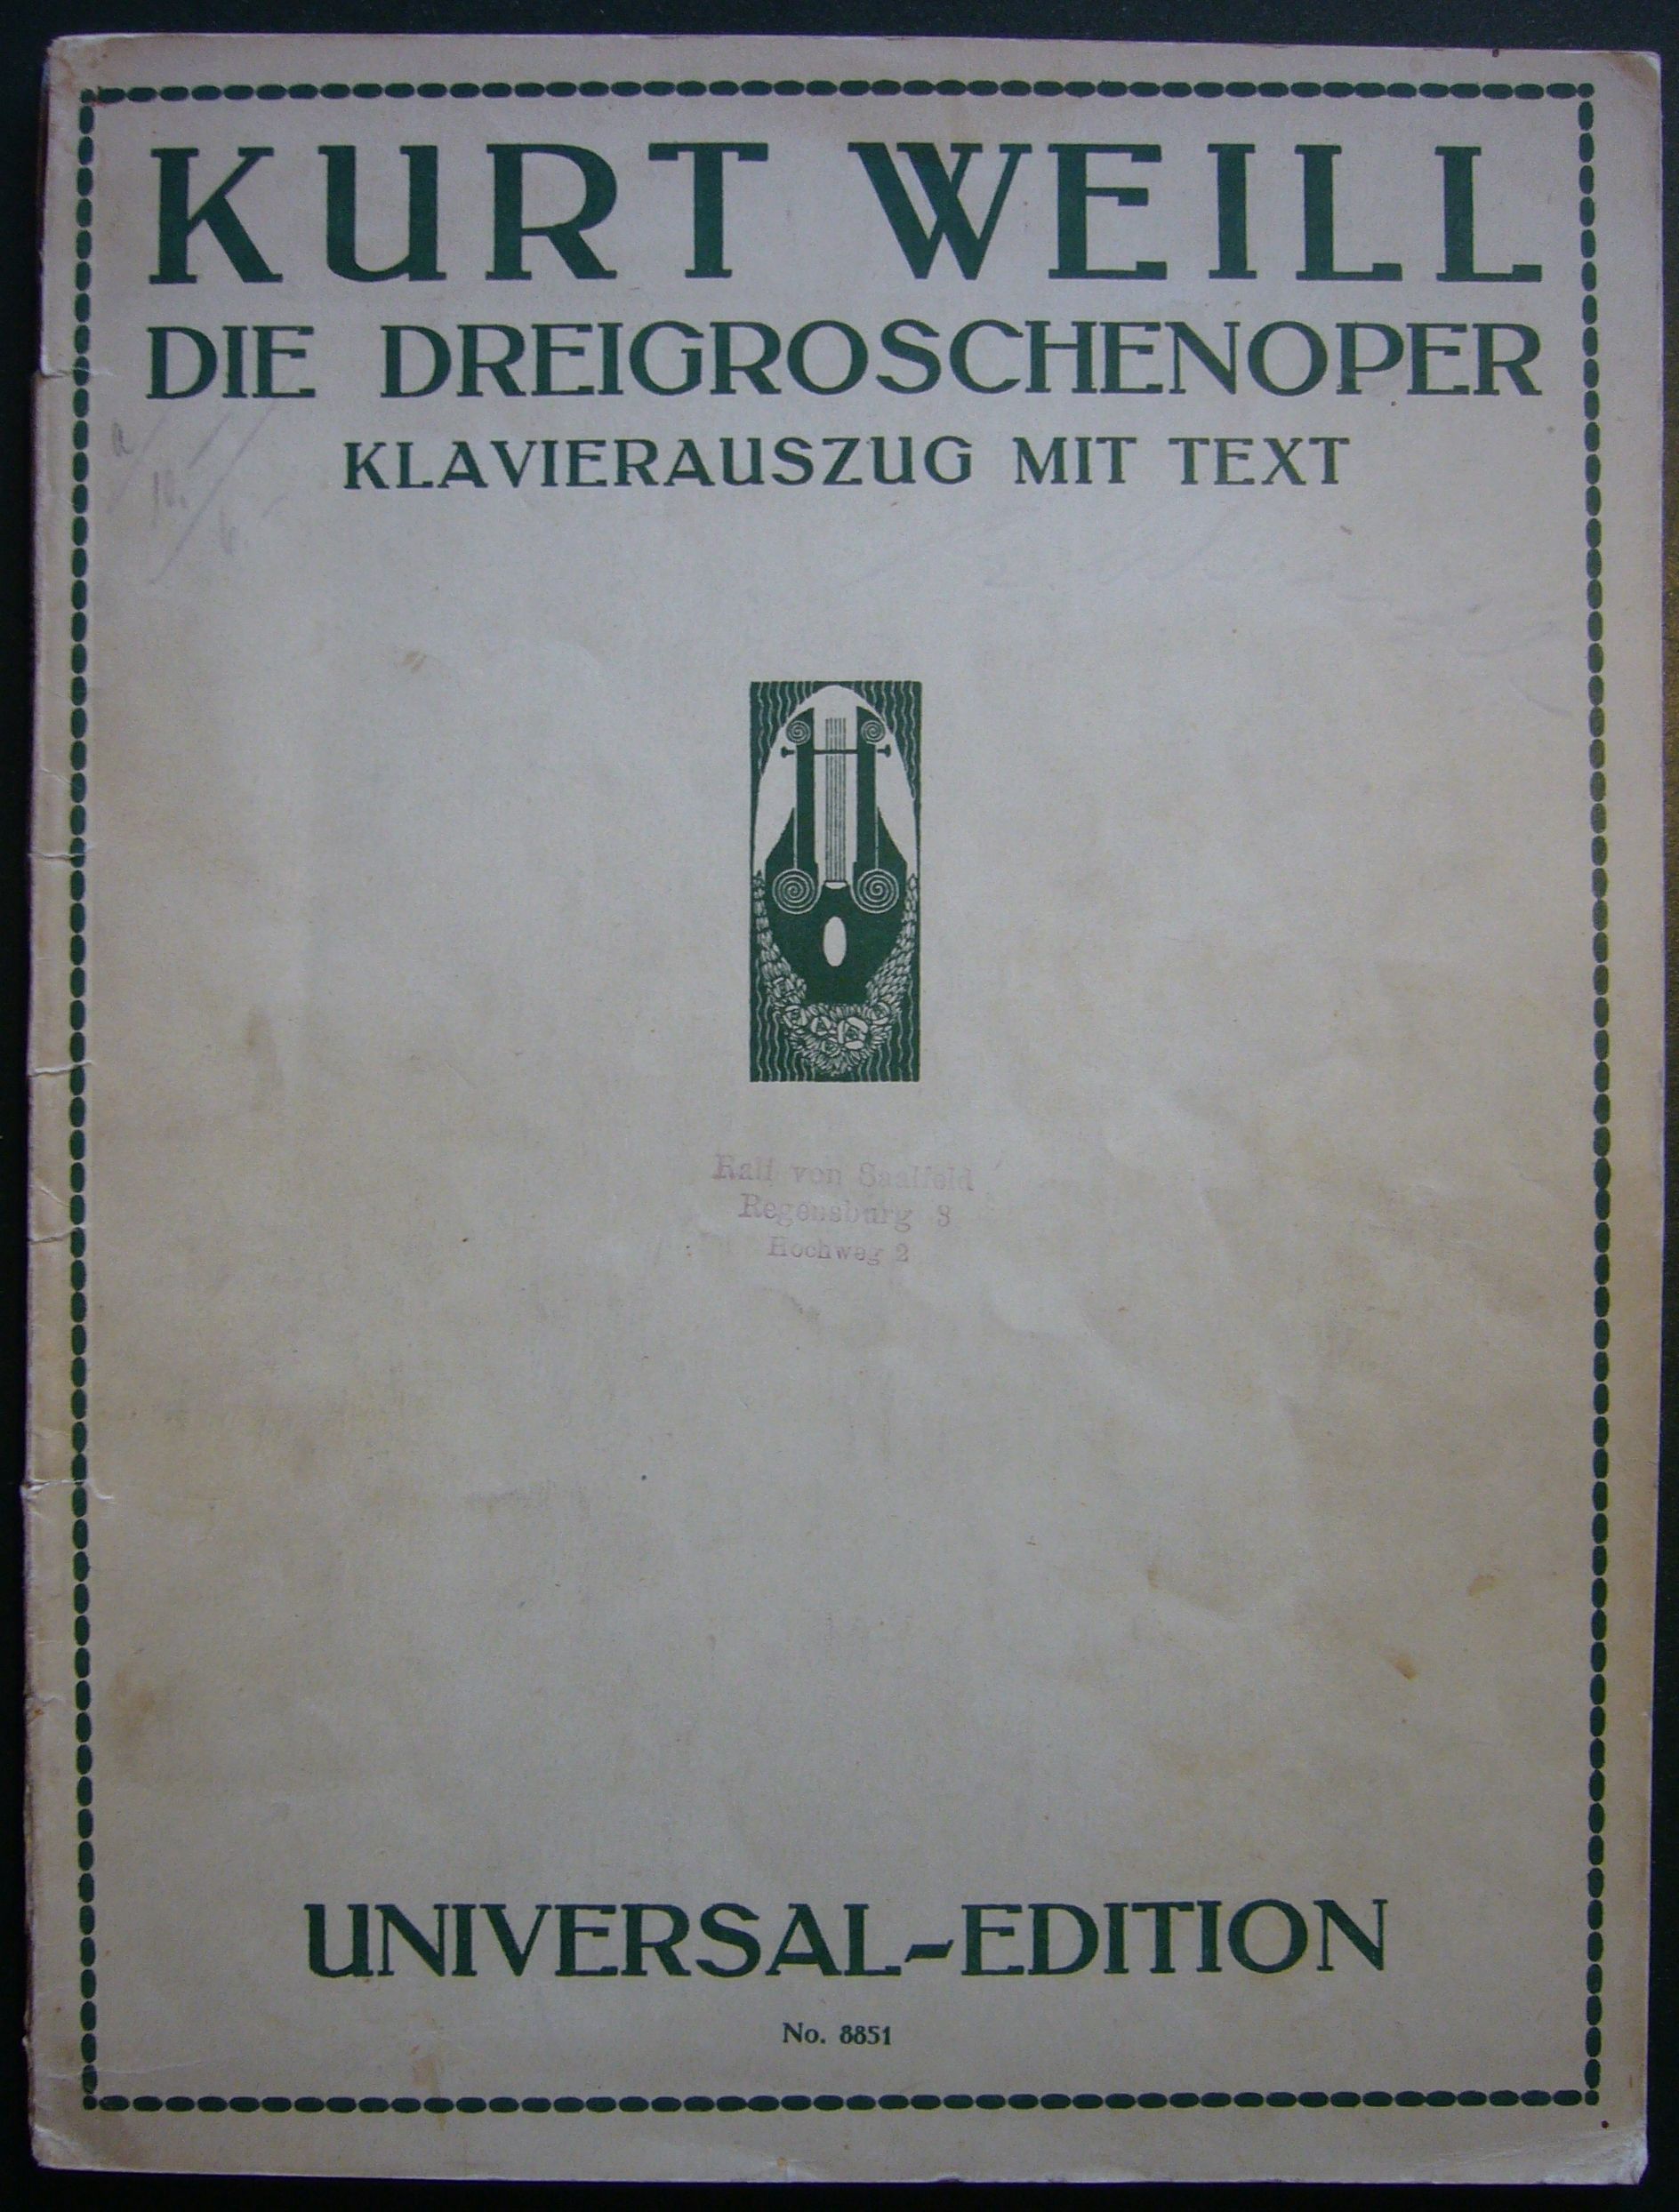 KURT WEILL
DIE DREIGROSCHENOPER
KLAVIERAUSZUG MIT TEXT
Ralf von Saalfeld
Regensburg 8
Hochweg 2
UNIVERSAL-EDITION
No. 8851